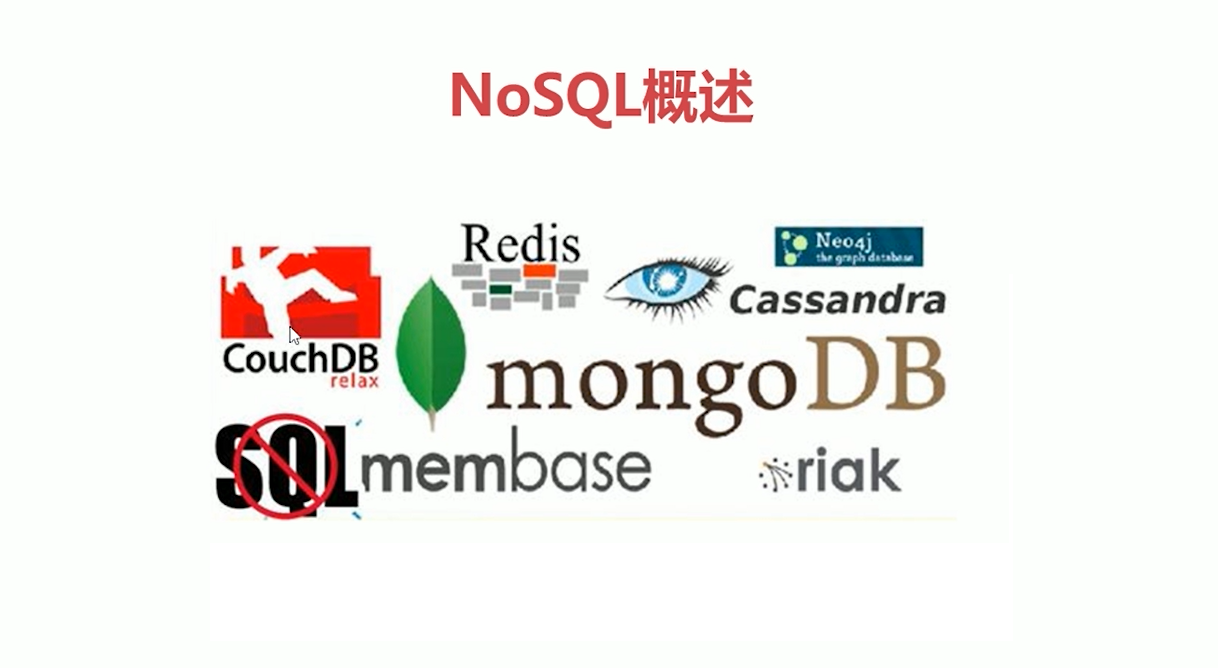 NoSQL概述
Redis
Neo4j
the graph database
Cassandra
CouchDB
relax
mongoDB
SQL
membase
riak